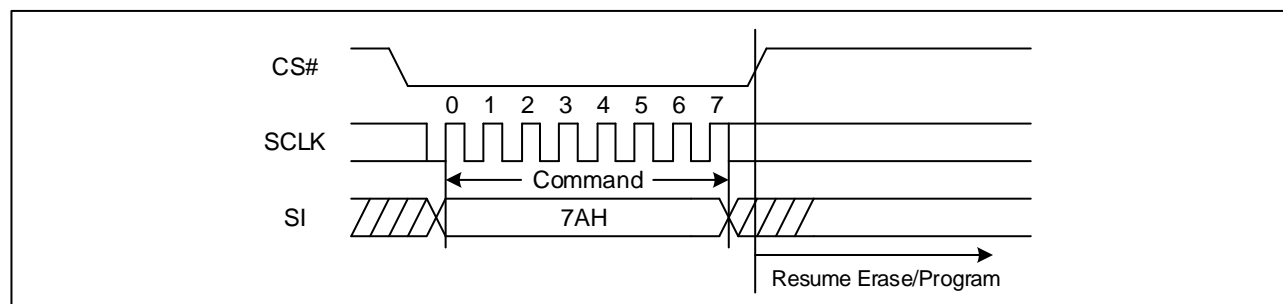 CS#
0 1 2 3 4 5 6 7
SCLK
Command
SI
7AH
Resume Erase/Program